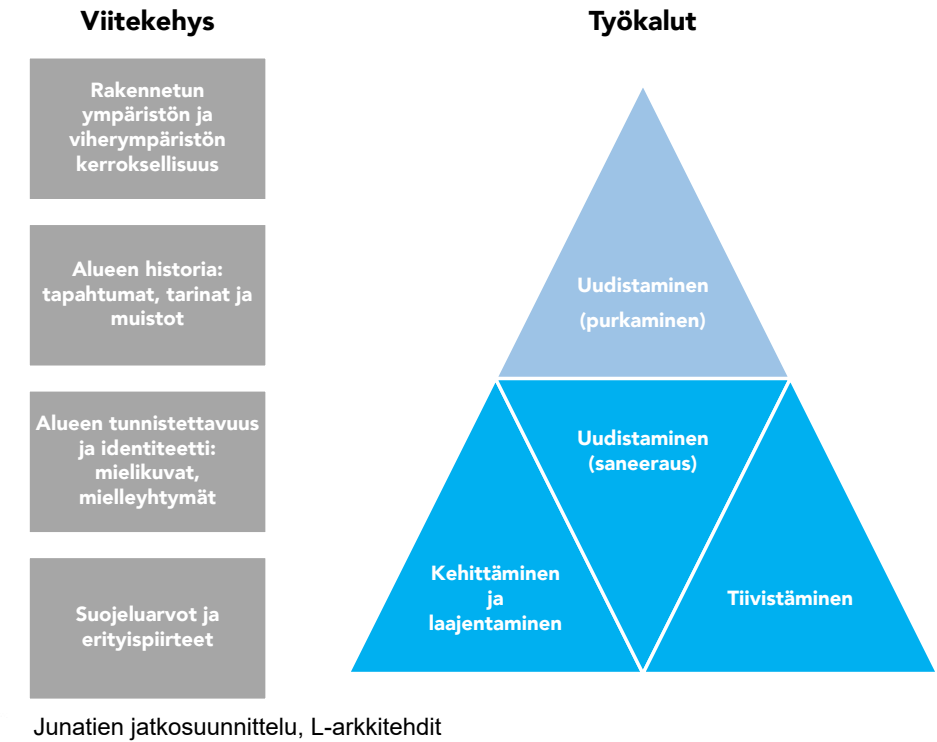 Viitekehys
Rakennetun
ympäristön ja
viherympäristön
kerroksellisuus
Alueen historia:
tapahtumat, tarinat ja
muistot
Alueen tunnistettavuus
ja identiteetti:
mielikuvat,
mielleyhtymät
Suojeluarvot ja
erityispiirteet
Työkalut
Uudistaminen
(purkaminen)
Uudistaminen
(saneeraus)
Kehittäminen
ja
laajentaminen
Tiivistäminen
Junatien jatkosuunnittelu, L-arkkitehdit